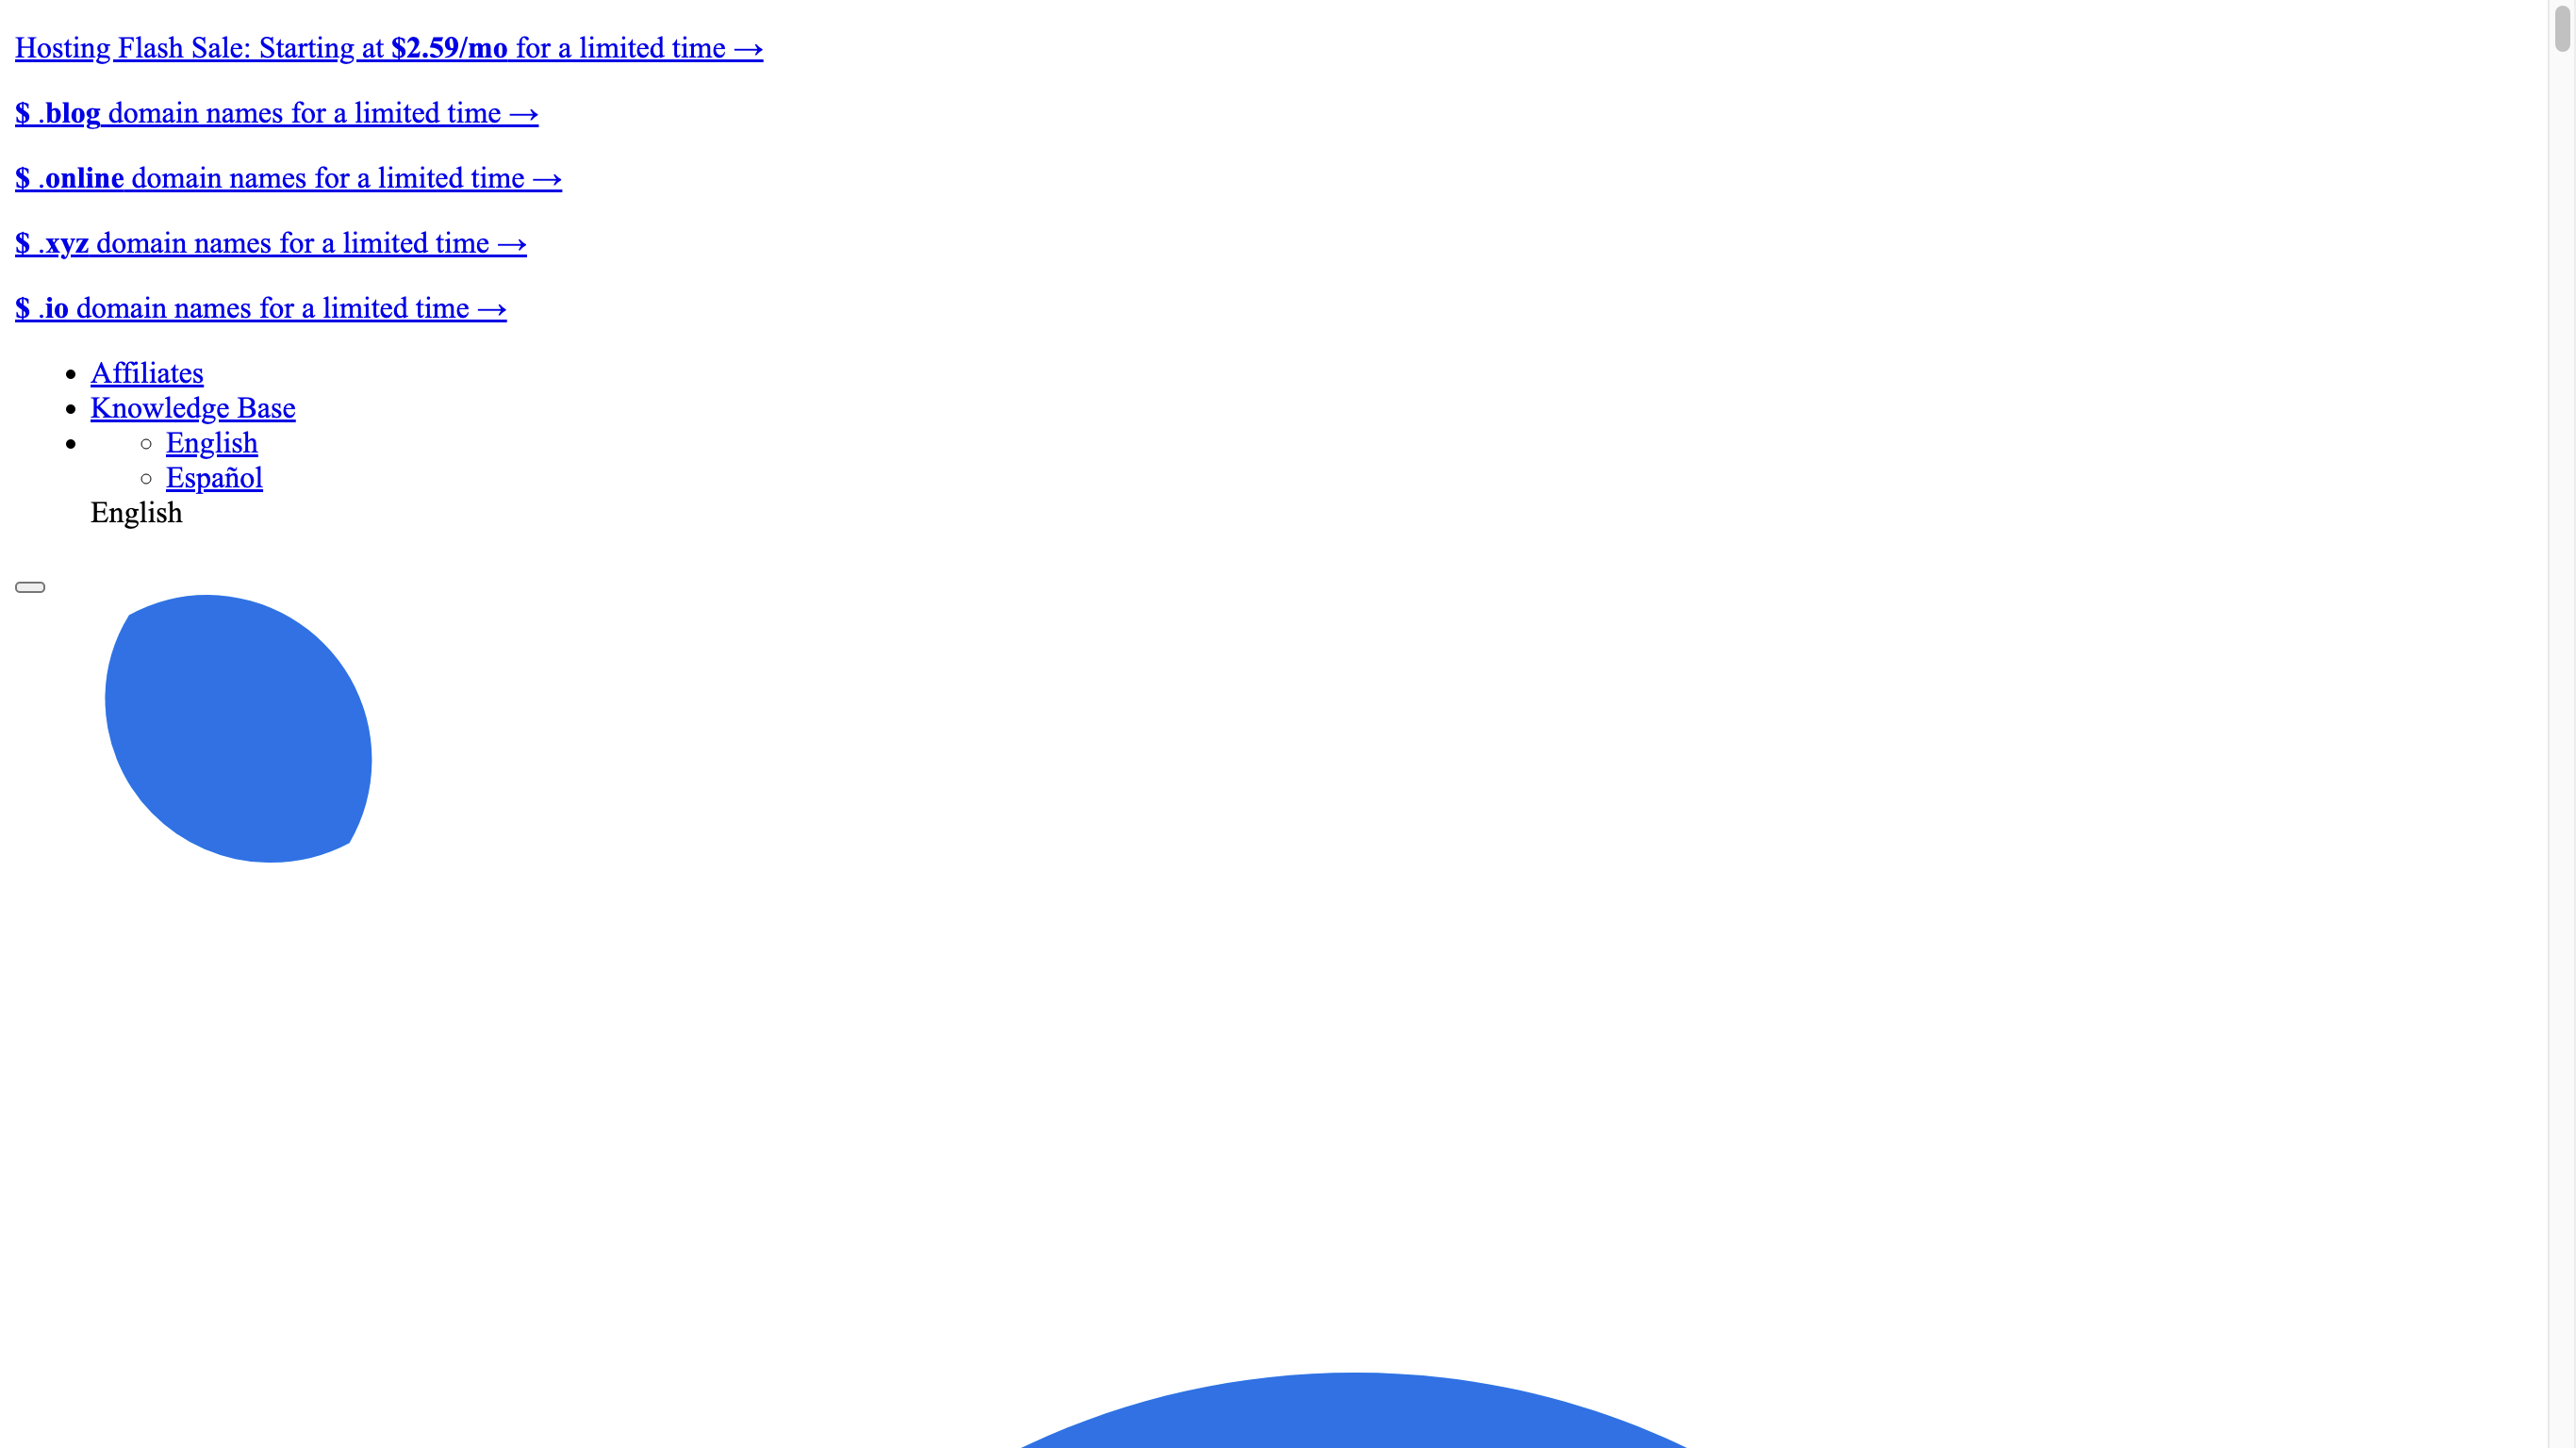 Hosting Flash Sale: Starting at $2.59/mo for a limited time →
$ .blog domain names for a limited time →
$ .online domain names for a limited time →
$ .xyz domain names for a limited time →
$ .io domain names for a limited time →
Affiliates
Knowledge Base
English
Español
English